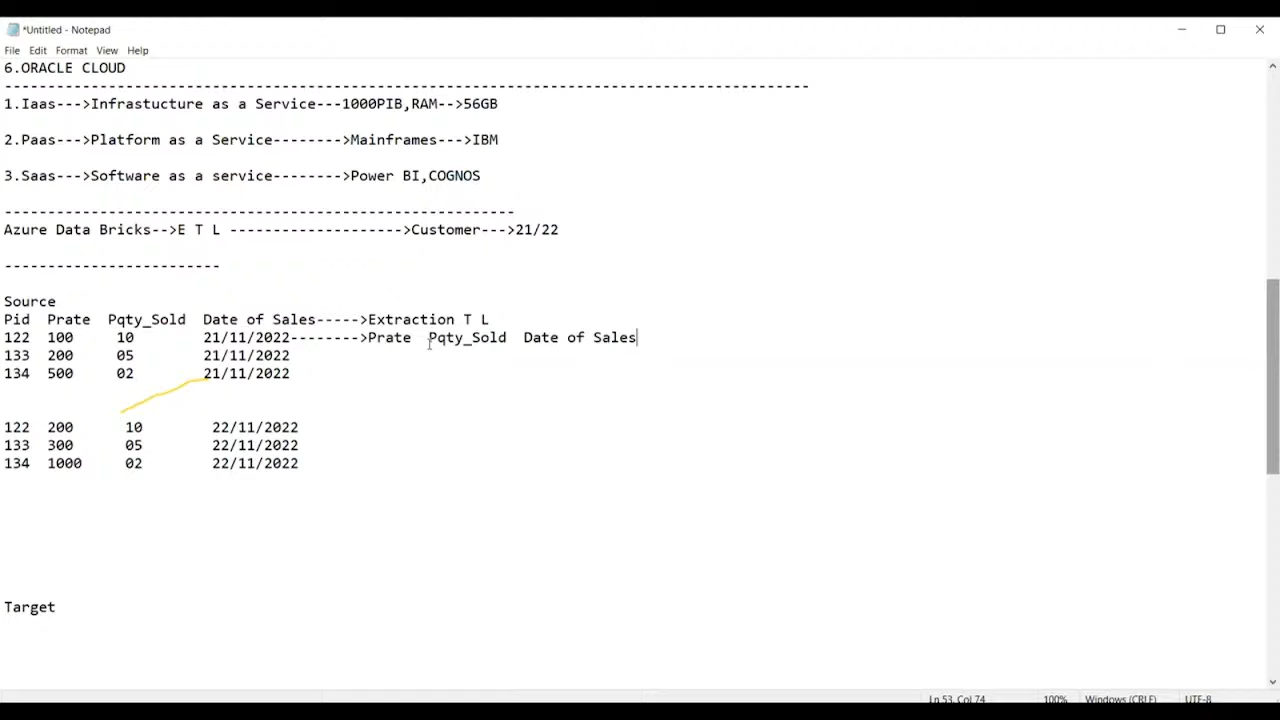 *Untitled - Notepad
File Edit Format View Help
6.ORACLE CLOUD
---------------------------------------------------------------------------------------------
1.Iaas--->Infrastucture as a Service---1000PIB,RAM-->56GB
2.Paas--->Platform as a Service-------->Mainframes--->IBM
3.Saas--->Software as a service-------->Power BI,COGNOS
-----------------------------------------------------------
Azure Data Bricks-->E T L -------------------->Customer--->21/22
-------------------------
Source
Pid Prate Pqty_Sold Date of Sales----->Extraction T L
122 100 10 21/11/2022-------->Prate Pqty_Sold Date of Sales
133 200 05 21/11/2022
134 500 02 21/11/2022
122 200 10 22/11/2022
133 300 05 22/11/2022
134 1000 02 22/11/2022
Target
Ln 53, Col 74 100% Windows (CRLF) UTF-8